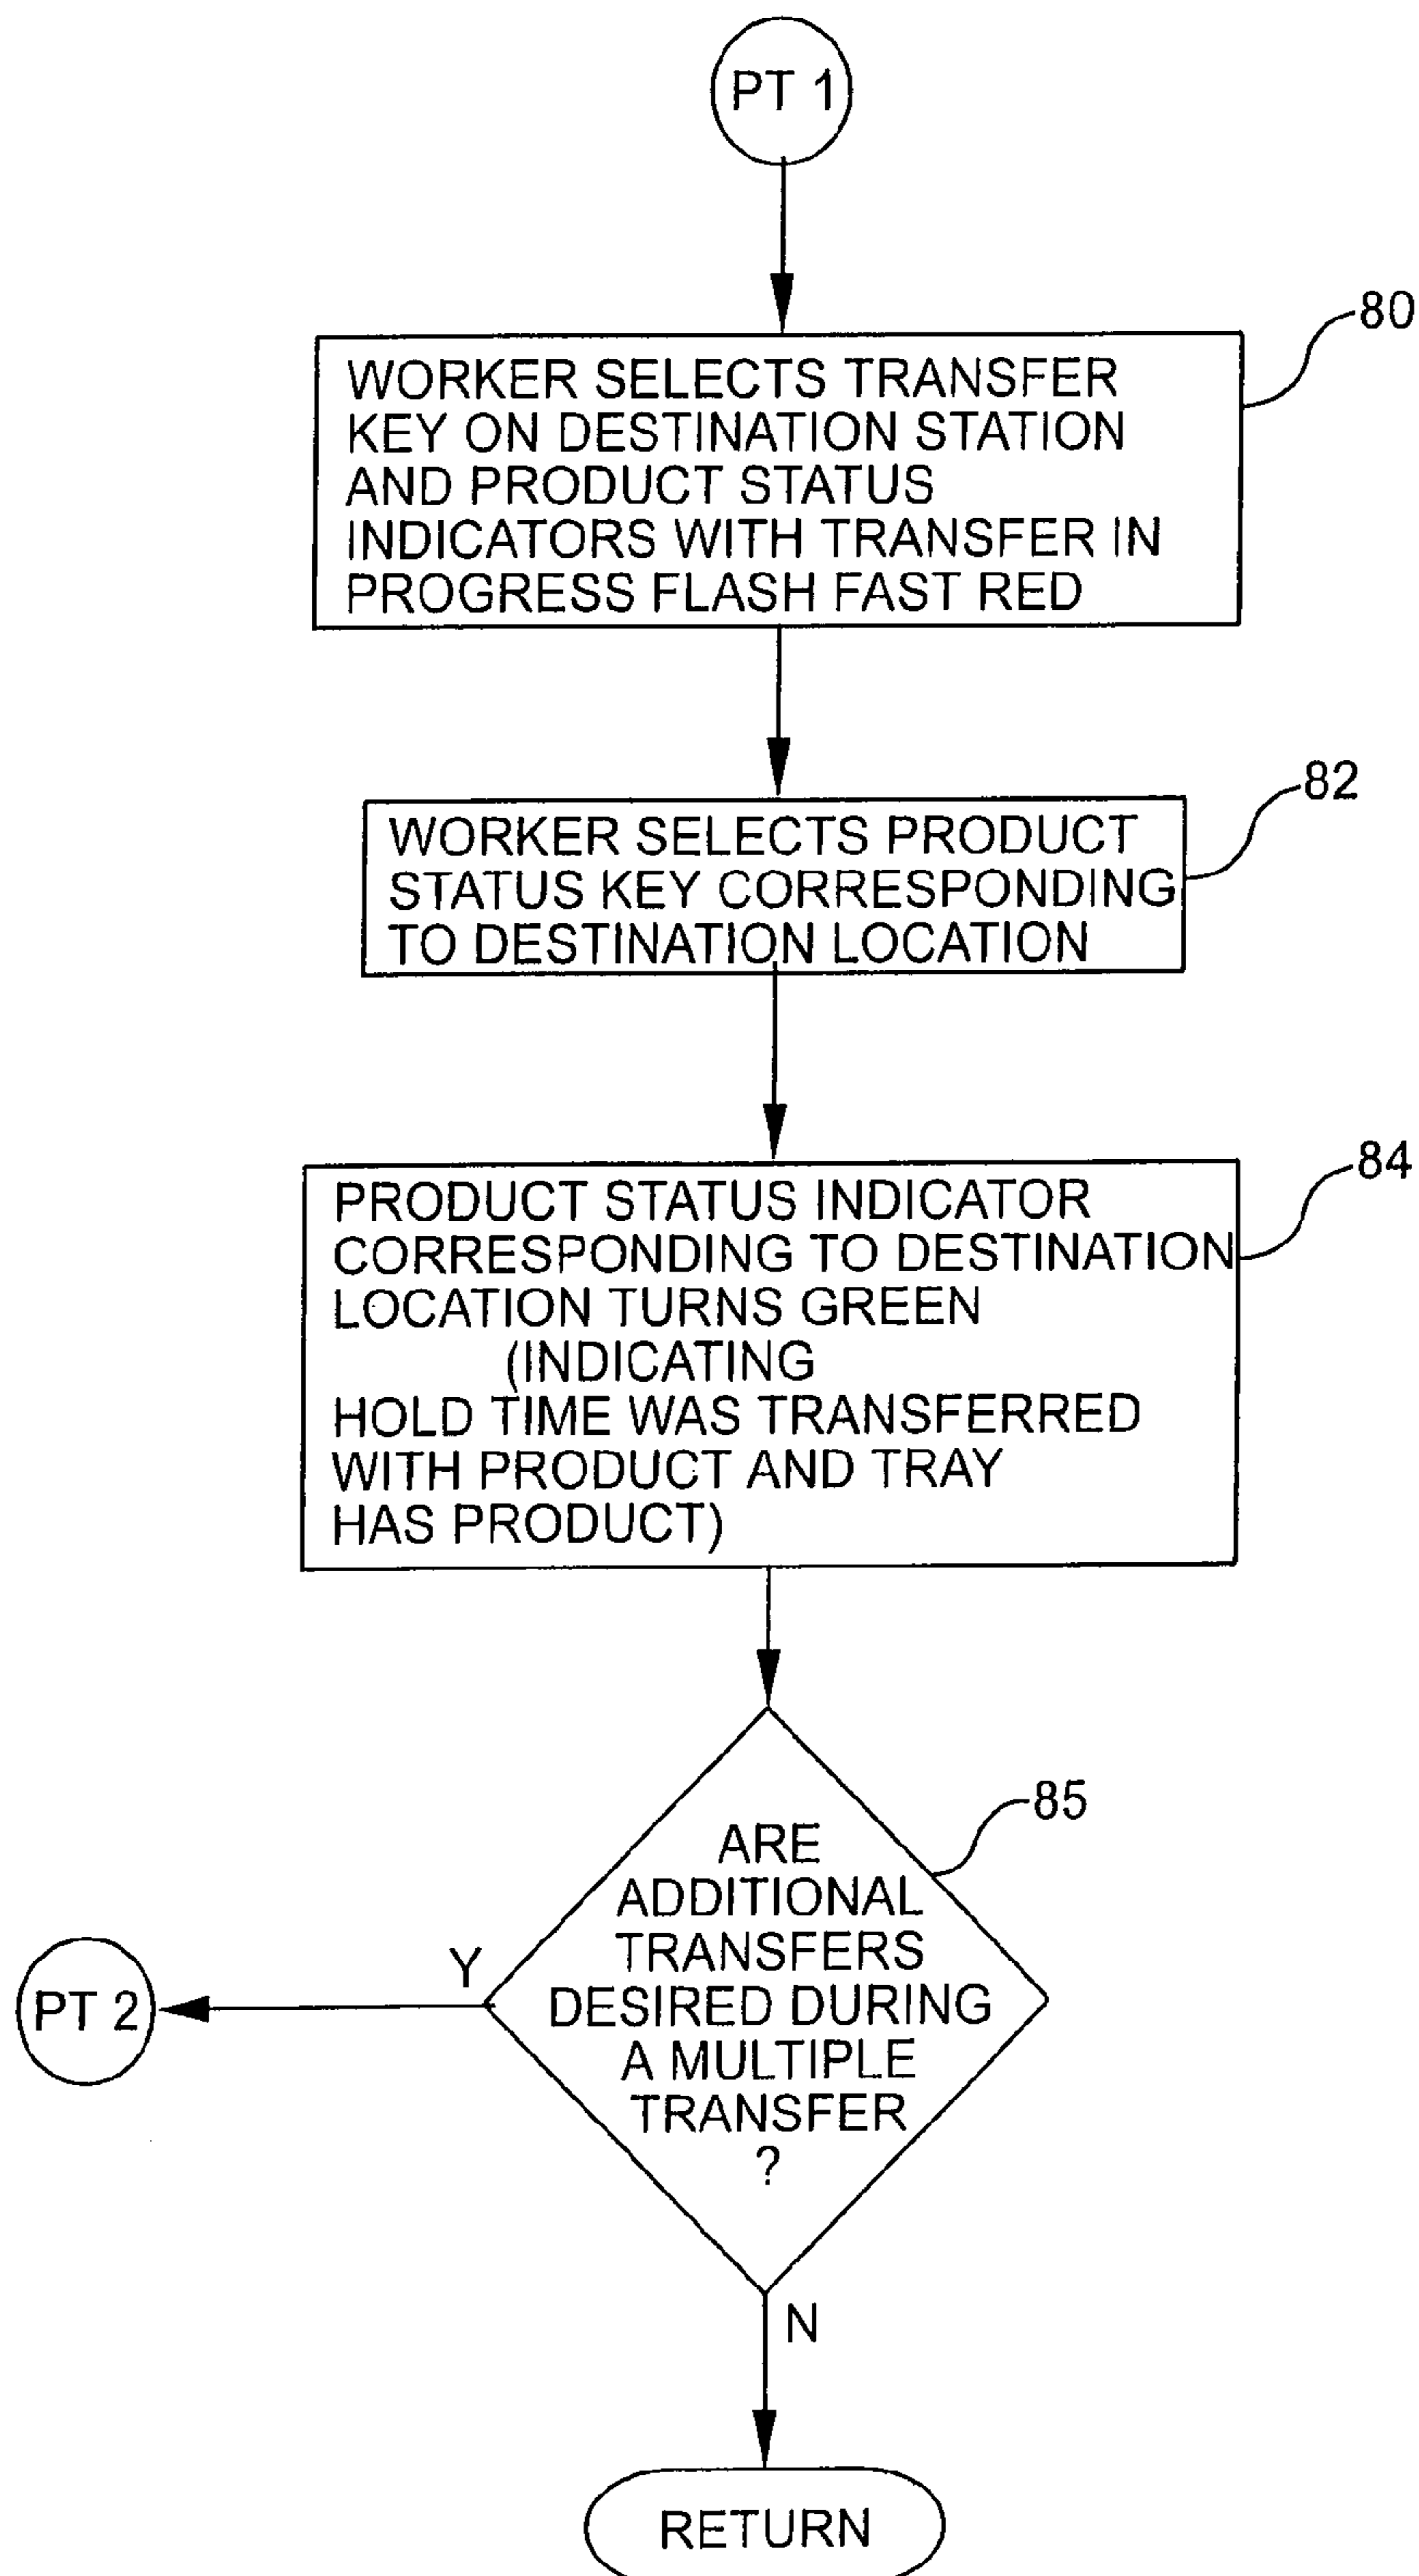 PT 1
80
WORKER SELECTS TRANSFER
KEY ON DESTINATION STATION
AND PRODUCT STATUS
INDICATORS WITH TRANSFER IN
PROGRESS FLASH FAST RED
82
WORKER SELECTS PRODUCT
STATUS KEY CORRESPONDING
TO DESTINATION LOCATION
84
PRODUCT STATUS INDICATOR
CORRESPONDING TO DESTINATION
LOCATION TURNS GREEN
(INDICATING
HOLD TIME WAS TRANSFERRED
WITH PRODUCT AND TRAY
HAS PRODUCT)
85
ARE
ADDITIONAL
TRANSFERS
DESIRED DURING
A MULTIPLE
TRANSFER
?
Y
PT 2
N
RETURN